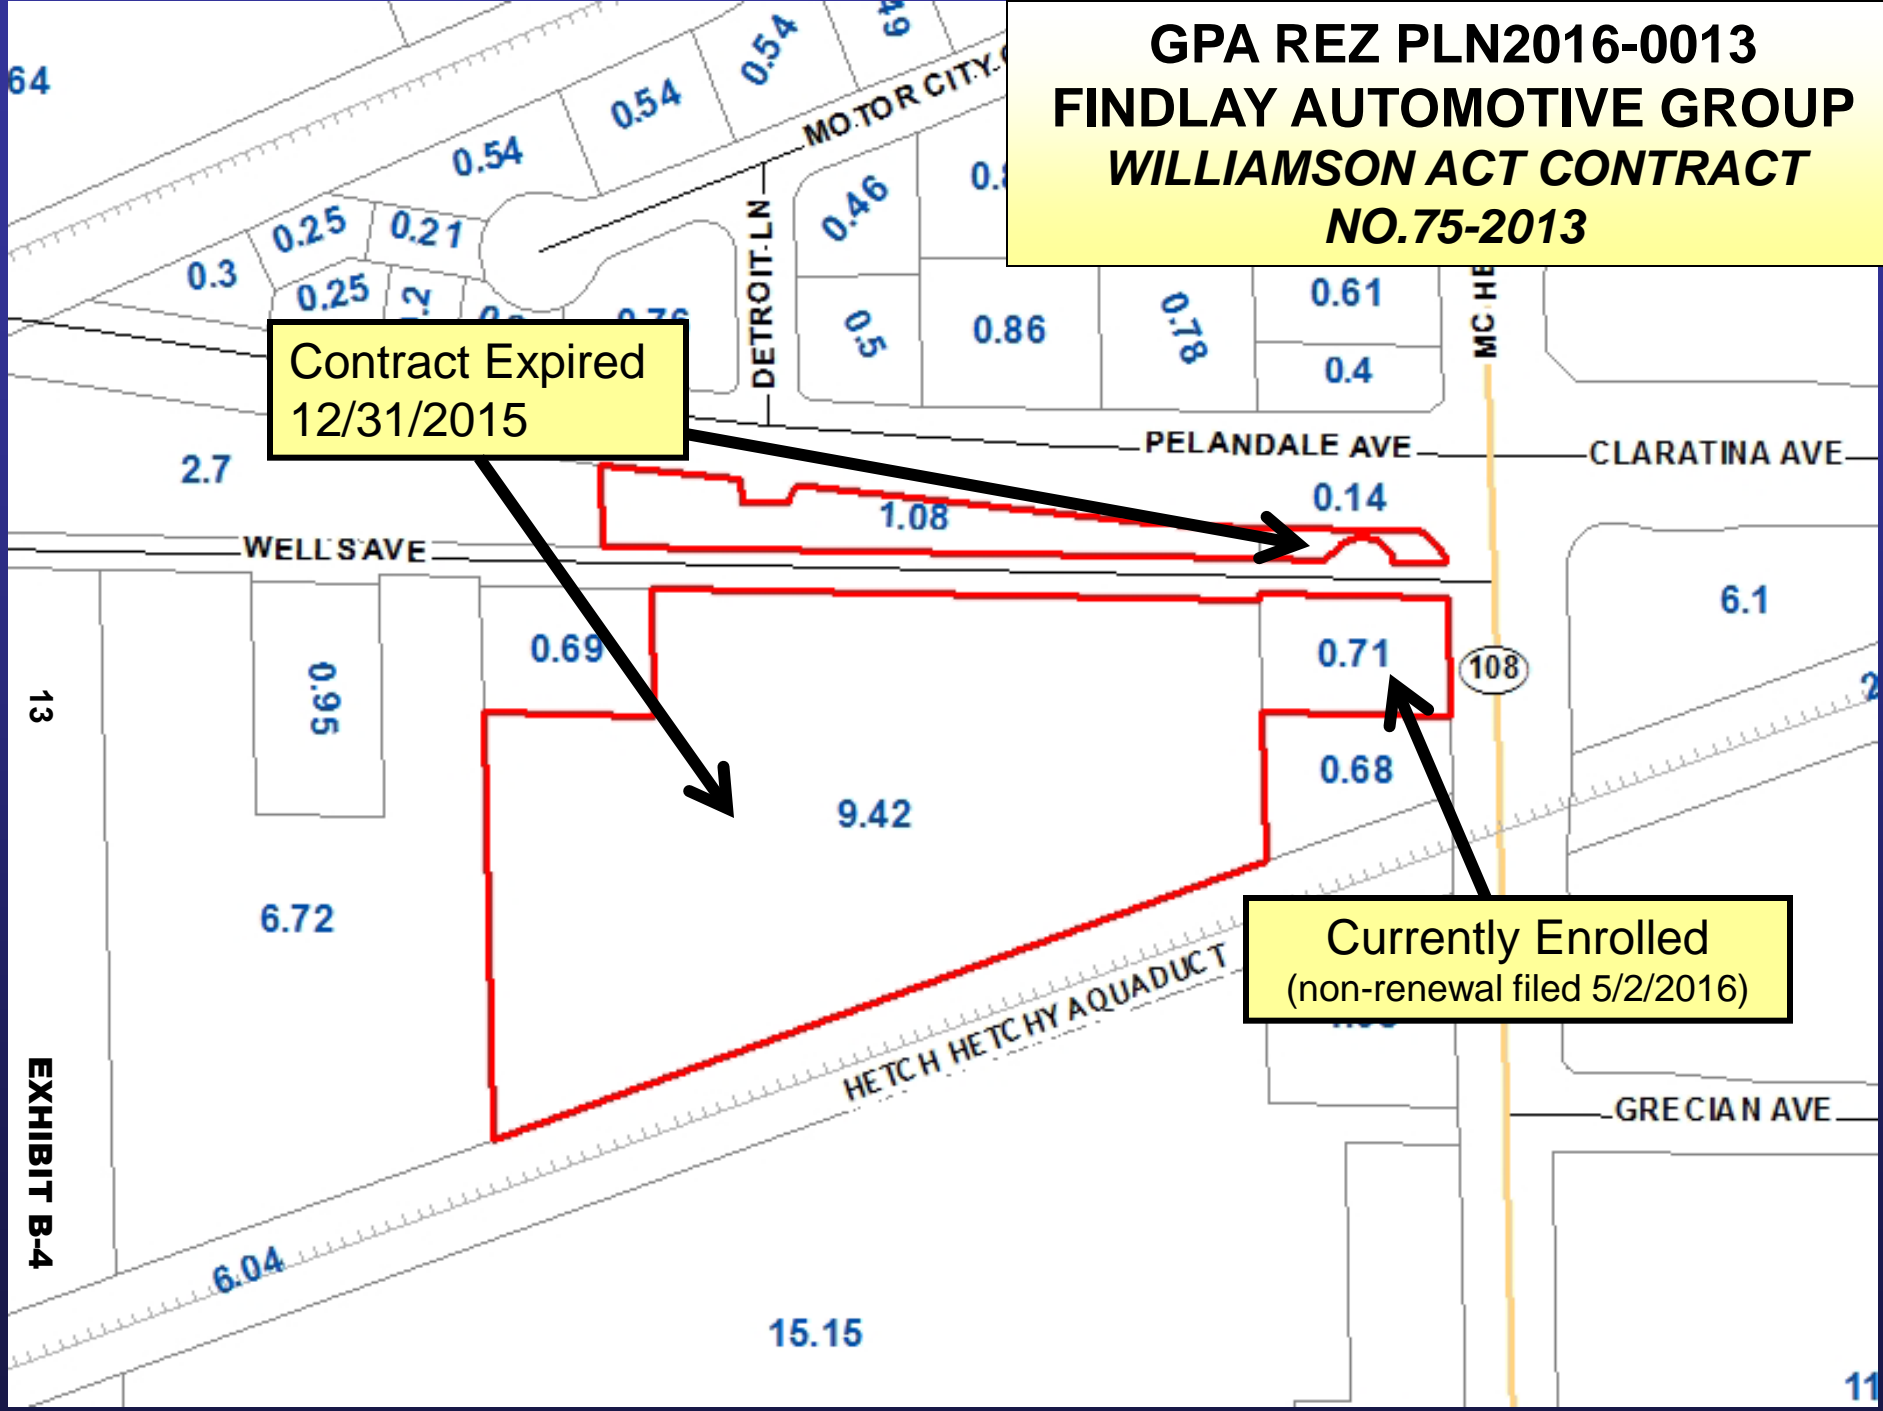 GPA REZ PLN2016-0013
FINDLAY AUTOMOTIVE GROUP
WILLIAMSON ACT CONTRACT
NO.75-2013
64
0.54
0.54
0.54
49
MOTOR CITY
0.25
0.21
0.3
0.25
0.46
0.5
0.86
0.78
0.61
0.4
DETROIT LN
Contract Expired
12/31/2015
2.7
PELANDALE AVE
CLARATINA AVE
0.14
1.08
WELLS AVE
0.69
0.95
0.71
108
6.1
0.68
9.42
6.72
13
Currently Enrolled
(non-renewal filed 5/2/2016)
HETCH HETCHY AQUADUCT
GRECIAN AVE
EXHIBIT B-4
6.04
15.15
11